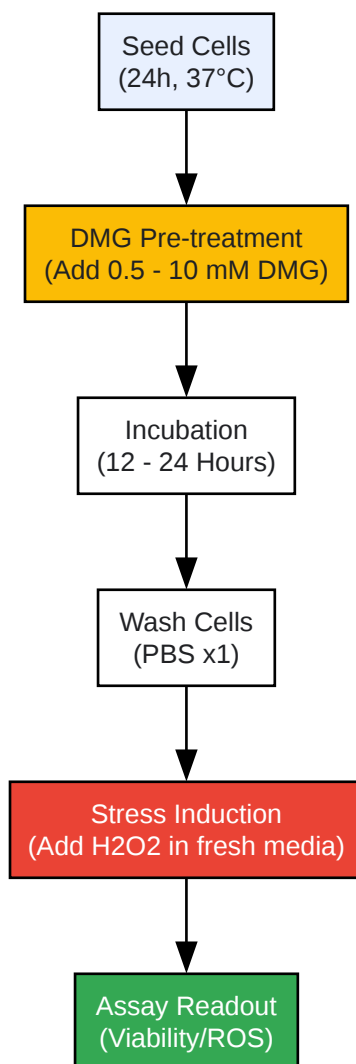 Seed Cells
(24h, 37°C)
DMG Pre-treatment
(Add 0.5 - 10 mM DMG)
Incubation
(12 - 24 Hours)
Wash Cells
(PBS x1)
Stress Induction
(Add H2O2 in fresh media)
Assay Readout
(Viability/ROS)